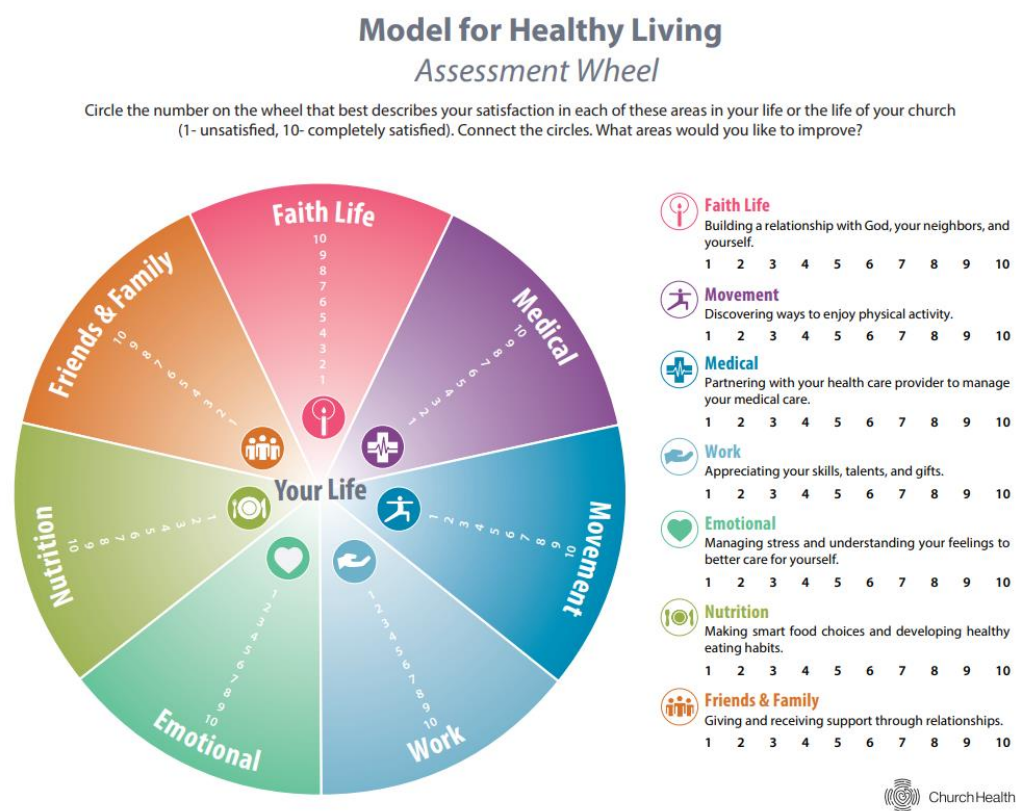 Model for Healthy Living
Assessment Wheel
Circle the number on the wheel that best describes your satisfaction in each of these areas in your life or the life of your church
(1- unsatisfied, 10- completely satisfied). Connect the circles. What areas would you like to improve?
Faith Life
10
9
8
7
6
5
4
3
2
1
Medical
10
9
8
7
6
5
4
3
2
1
Movement
1
2
3
4
5
6
7
8
9
10
Work
1
2
3
4
5
6
7
8
9
10
Emotional
1
2
3
4
5
6
7
8
9
10
Nutrition
10
9
8
7
6
5
4
3
2
1
Friends & Family
10
9
8
7
6
5
4
3
2
1
Your Life
Faith Life
Building a relationship with God, your neighbors, and
yourself.
1 2 3 4 5 6 7 8 9 10
Movement
Discovering ways to enjoy physical activity.
1 2 3 4 5 6 7 8 9 10
Medical
Partnering with your health care provider to manage
your medical care.
1 2 3 4 5 6 7 8 9 10
Work
Appreciating your skills, talents, and gifts.
1 2 3 4 5 6 7 8 9 10
Emotional
Managing stress and understanding your feelings to
better care for yourself.
1 2 3 4 5 6 7 8 9 10
Nutrition
Making smart food choices and developing healthy
eating habits.
1 2 3 4 5 6 7 8 9 10
Friends & Family
Giving and receiving support through relationships.
1 2 3 4 5 6 7 8 9 10
ChurchHealth